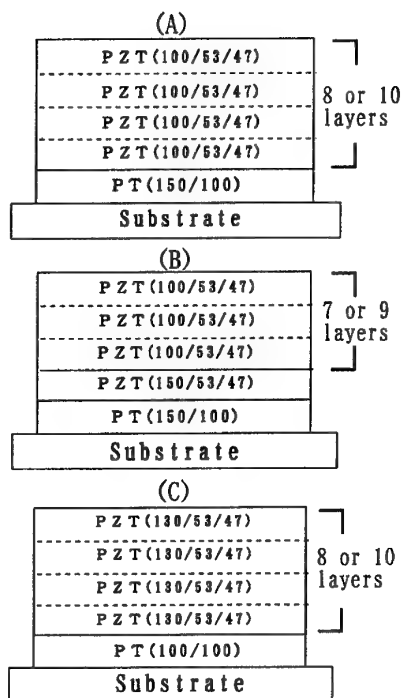 (A)
PZT(100/53/47)
PZT(100/53/47)
PZT(100/53/47)
PZT(100/53/47)
8 or 10
layers
PT(150/100)
Substrate
(B)
PZT(100/53/47)
PZT(100/53/47)
PZT(100/53/47)
7 or 9
layers
PZT(150/53/47)
PT(150/100)
Substrate
(C)
PZT(130/53/47)
PZT(130/53/47)
PZT(130/53/47)
PZT(130/53/47)
8 or 10
layers
PT(100/100)
Substrate